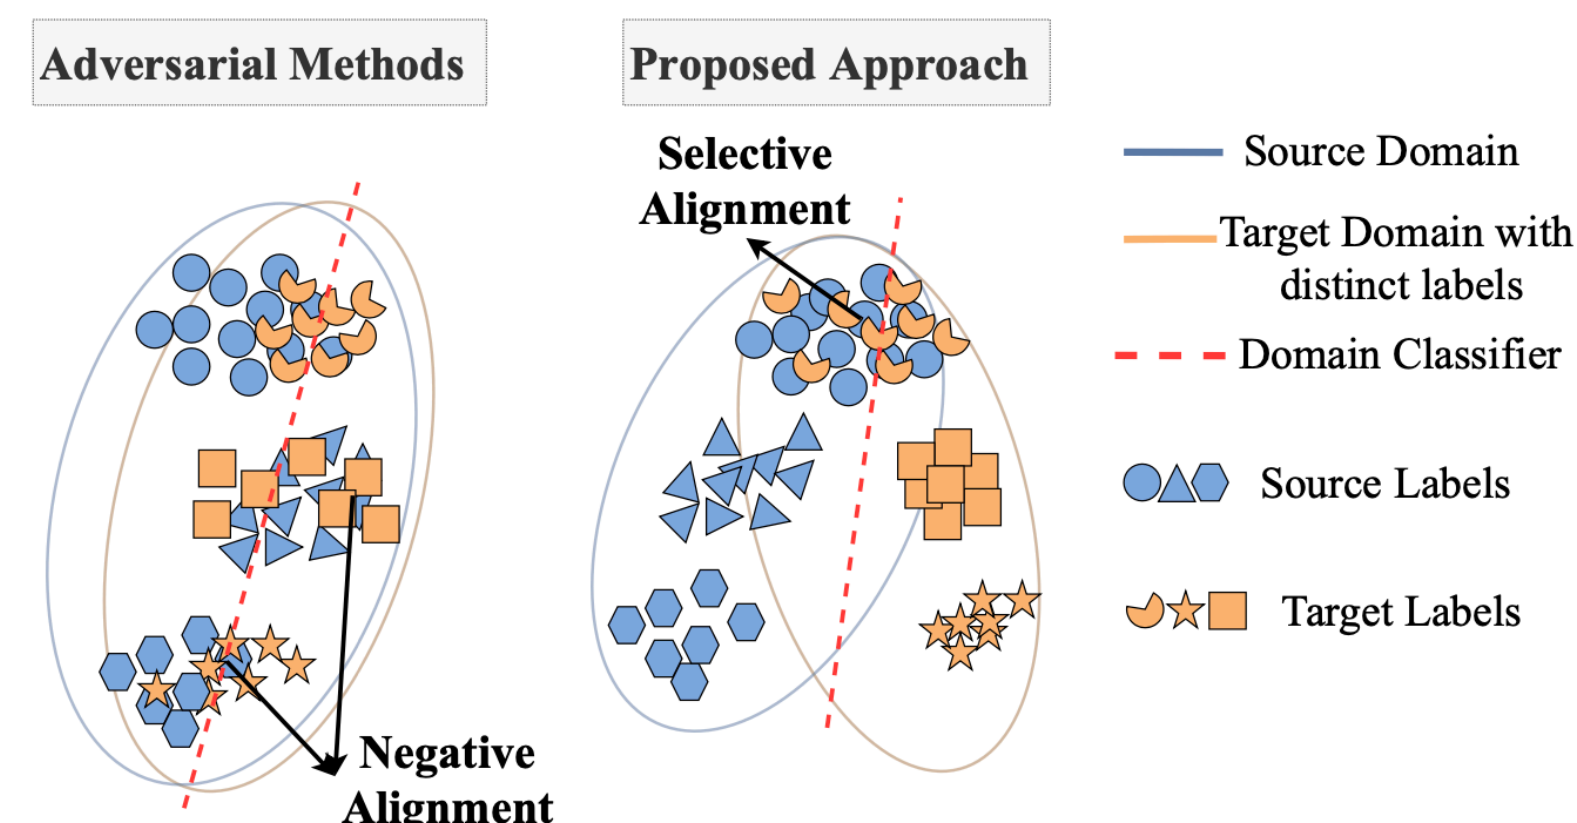 Adversarial Methods
Proposed Approach
Selective
Alignment
Negative
Alignment
Source Domain
Target Domain with
distinct labels
Domain Classifier
Source Labels
Target Labels